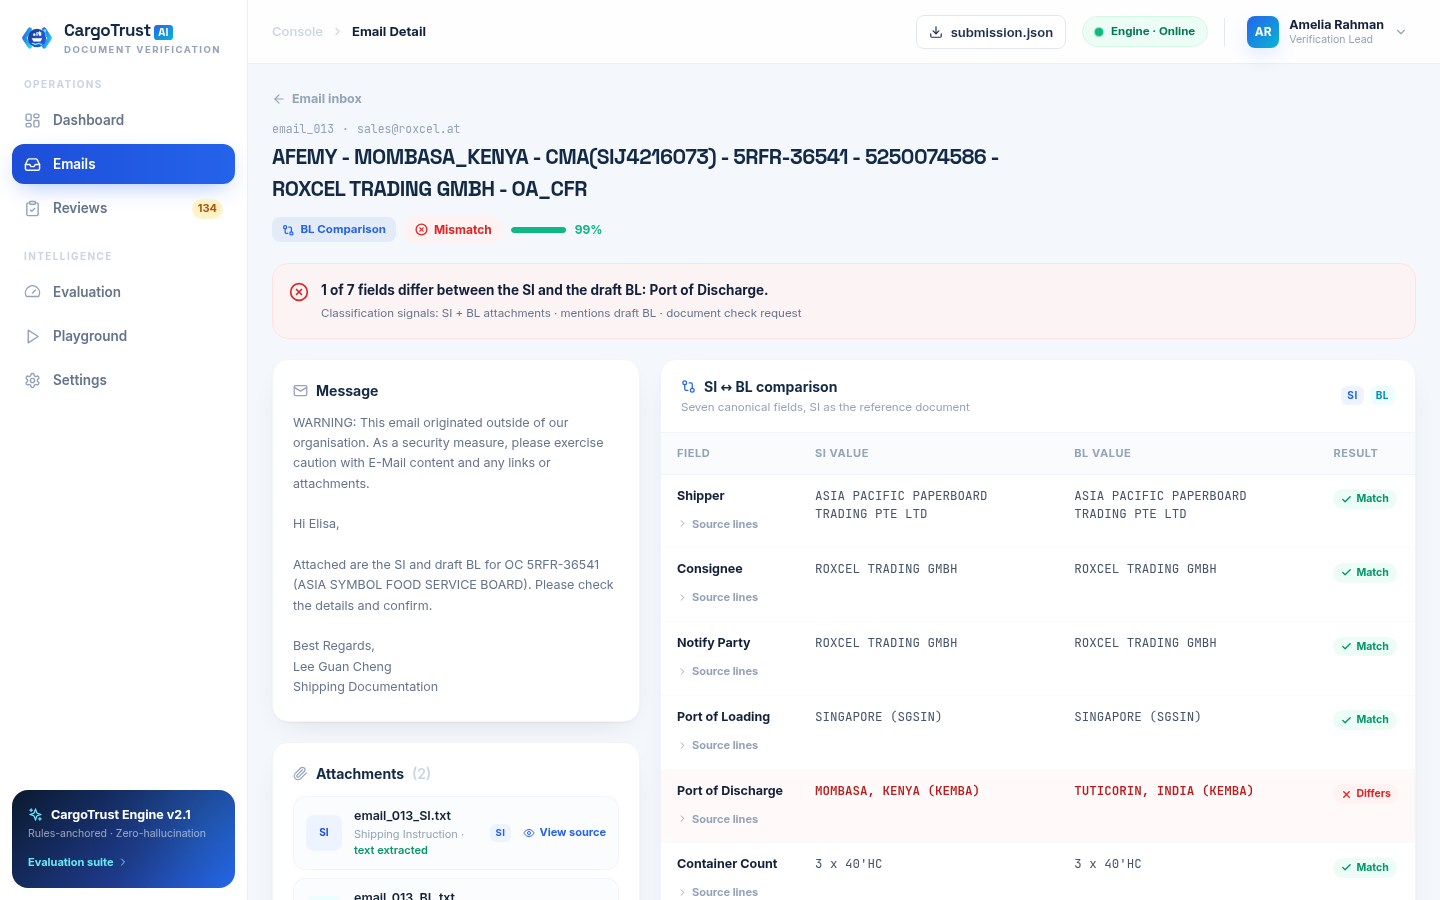 CargoTrust AI
DOCUMENT VERIFICATION
OPERATIONS
Dashboard
Emails
Reviews
134
INTELLIGENCE
Evaluation
Playground
Settings
CargoTrust Engine v2.1
Rules-anchored · Zero-hallucination
Evaluation suite
Console
Email Detail
submission.json
Engine · Online
AR
Amelia Rahman
Verification Lead
Email inbox
email_013 · sales@roxcel.at
AFEMY - MOMBASA_KENYA - CMA(SIJ4216073) - 5RFR-36541 - 5250074586 -
ROXCEL TRADING GMBH - OA_CFR
BL Comparison
Mismatch
99%
1 of 7 fields differ between the SI and the draft BL: Port of Discharge.
Classification signals: SI + BL attachments · mentions draft BL · document check request
Message
WARNING: This email originated outside of our
organisation. As a security measure, please exercise
caution with E-Mail content and any links or
attachments.
Hi Elisa,
Attached are the SI and draft BL for OC 5RFR-36541
(ASIA SYMBOL FOOD SERVICE BOARD). Please check
the details and confirm.
Best Regards,
Lee Guan Cheng
Shipping Documentation
Attachments (2)
SI
email_013_SI.txt
Shipping Instruction ·
text extracted
SI
View source
email_013_BL.txt
SI ↔ BL comparison
Seven canonical fields, SI as the reference document
SI
BL
FIELD
SI VALUE
BL VALUE
RESULT
Shipper
Source lines
ASIA PACIFIC PAPERBOARD
TRADING PTE LTD
ASIA PACIFIC PAPERBOARD
TRADING PTE LTD
Match
Consignee
Source lines
ROXCEL TRADING GMBH
ROXCEL TRADING GMBH
Match
Notify Party
Source lines
ROXCEL TRADING GMBH
ROXCEL TRADING GMBH
Match
Port of Loading
Source lines
SINGAPORE (SGSIN)
SINGAPORE (SGSIN)
Match
Port of Discharge
Source lines
MOMBASA, KENYA (KEMBA)
TUTICORIN, INDIA (KEMBA)
Differs
Container Count
Source lines
3 x 40'HC
3 x 40'HC
Match